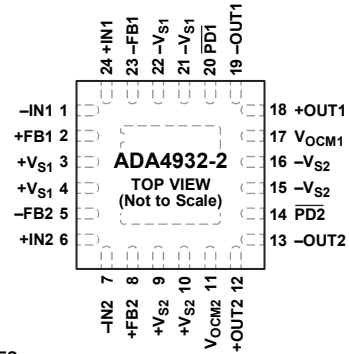 24 +IN1
23 –FB1
22 –VS1
21 –VS1
20 PD1
19 –OUT1
–IN1 1
+FB1 2
+VS1 3
+VS1 4
–FB2 5
+IN2 6
ADA4932-2
TOP VIEW
(Not to Scale)
18 +OUT1
17 VOCM1
16 –VS2
15 –VS2
14 PD2
13 –OUT2
–IN2 7
+FB2 8
+VS2 9
+VS2 10
VOCM2 11
+OUT2 12